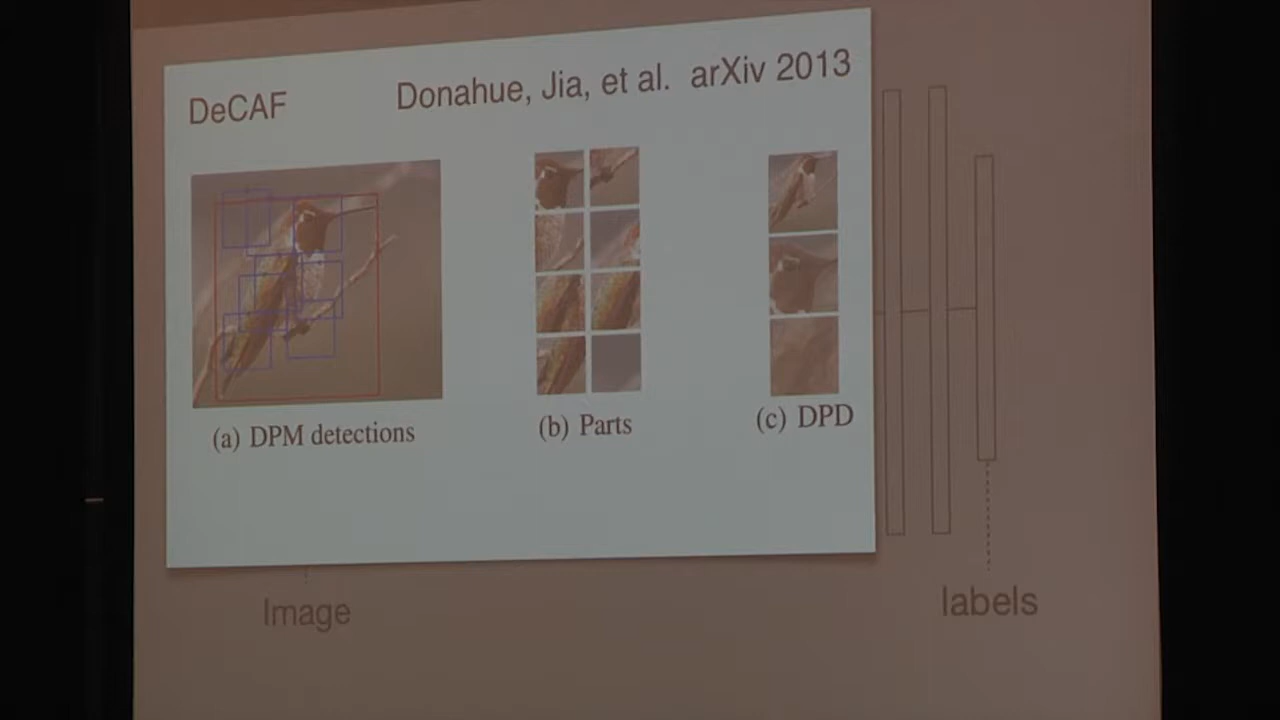 DeCAF
Donahue, Jia, et al. arXiv 2013
(a) DPM detections
(b) Parts
(c) DPD
Image
labels